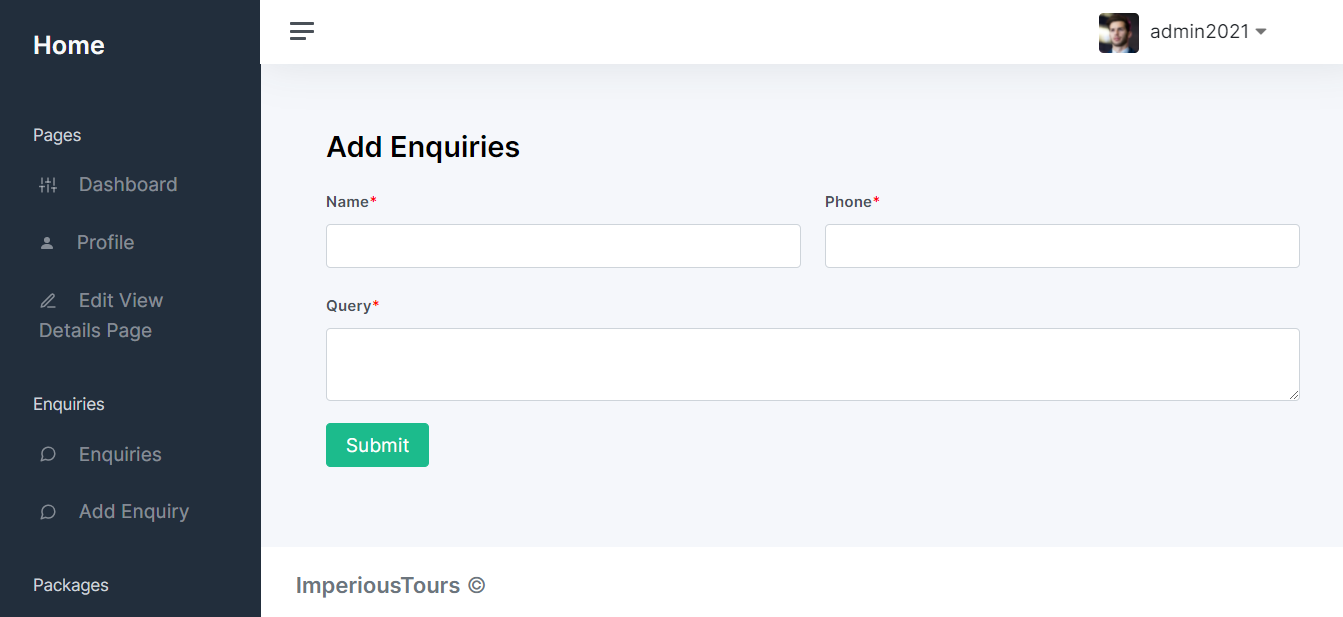 Home
admin2021
Pages
Dashboard
Profile
Edit View
Details Page
Enquiries
Enquiries
Add Enquiry
Packages
Add Enquiries
Name* Phone*
Query*
Submit
ImperiousTours ©